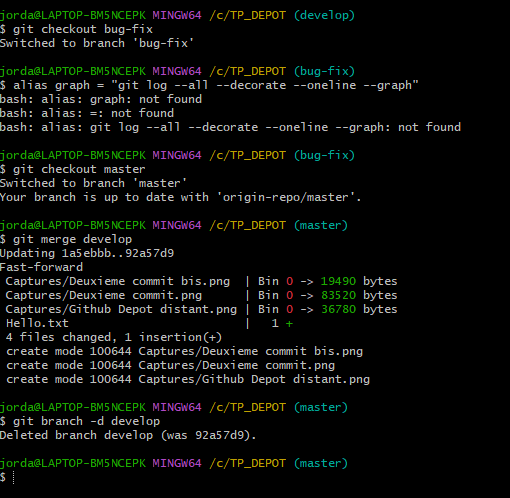 jorda@LAPTOP-BM5NCEPK MINGW64 /c/TP_DEPOT (develop)
$ git checkout bug-fix
Switched to branch 'bug-fix'
jorda@LAPTOP-BM5NCEPK MINGW64 /c/TP_DEPOT (bug-fix)
$ alias graph = "git log --all --decorate --oneline --graph"
bash: alias: graph: not found
bash: alias: =: not found
bash: alias: git log --all --decorate --oneline --graph: not found
jorda@LAPTOP-BM5NCEPK MINGW64 /c/TP_DEPOT (bug-fix)
$ git checkout master
Switched to branch 'master'
Your branch is up to date with 'origin-repo/master'.
jorda@LAPTOP-BM5NCEPK MINGW64 /c/TP_DEPOT (master)
$ git merge develop
Updating 1a5ebbb..92a57d9
Fast-forward
 Captures/Deuxieme commit bis.png  | Bin 0 -> 19490 bytes
 Captures/Deuxieme commit.png      | Bin 0 -> 83520 bytes
 Captures/Github Depot distant.png | Bin 0 -> 36780 bytes
 Hello.txt                         |   1 +
 4 files changed, 1 insertion(+)
 create mode 100644 Captures/Deuxieme commit bis.png
 create mode 100644 Captures/Deuxieme commit.png
 create mode 100644 Captures/Github Depot distant.png
jorda@LAPTOP-BM5NCEPK MINGW64 /c/TP_DEPOT (master)
$ git branch -d develop
Deleted branch develop (was 92a57d9).
jorda@LAPTOP-BM5NCEPK MINGW64 /c/TP_DEPOT (master)
$